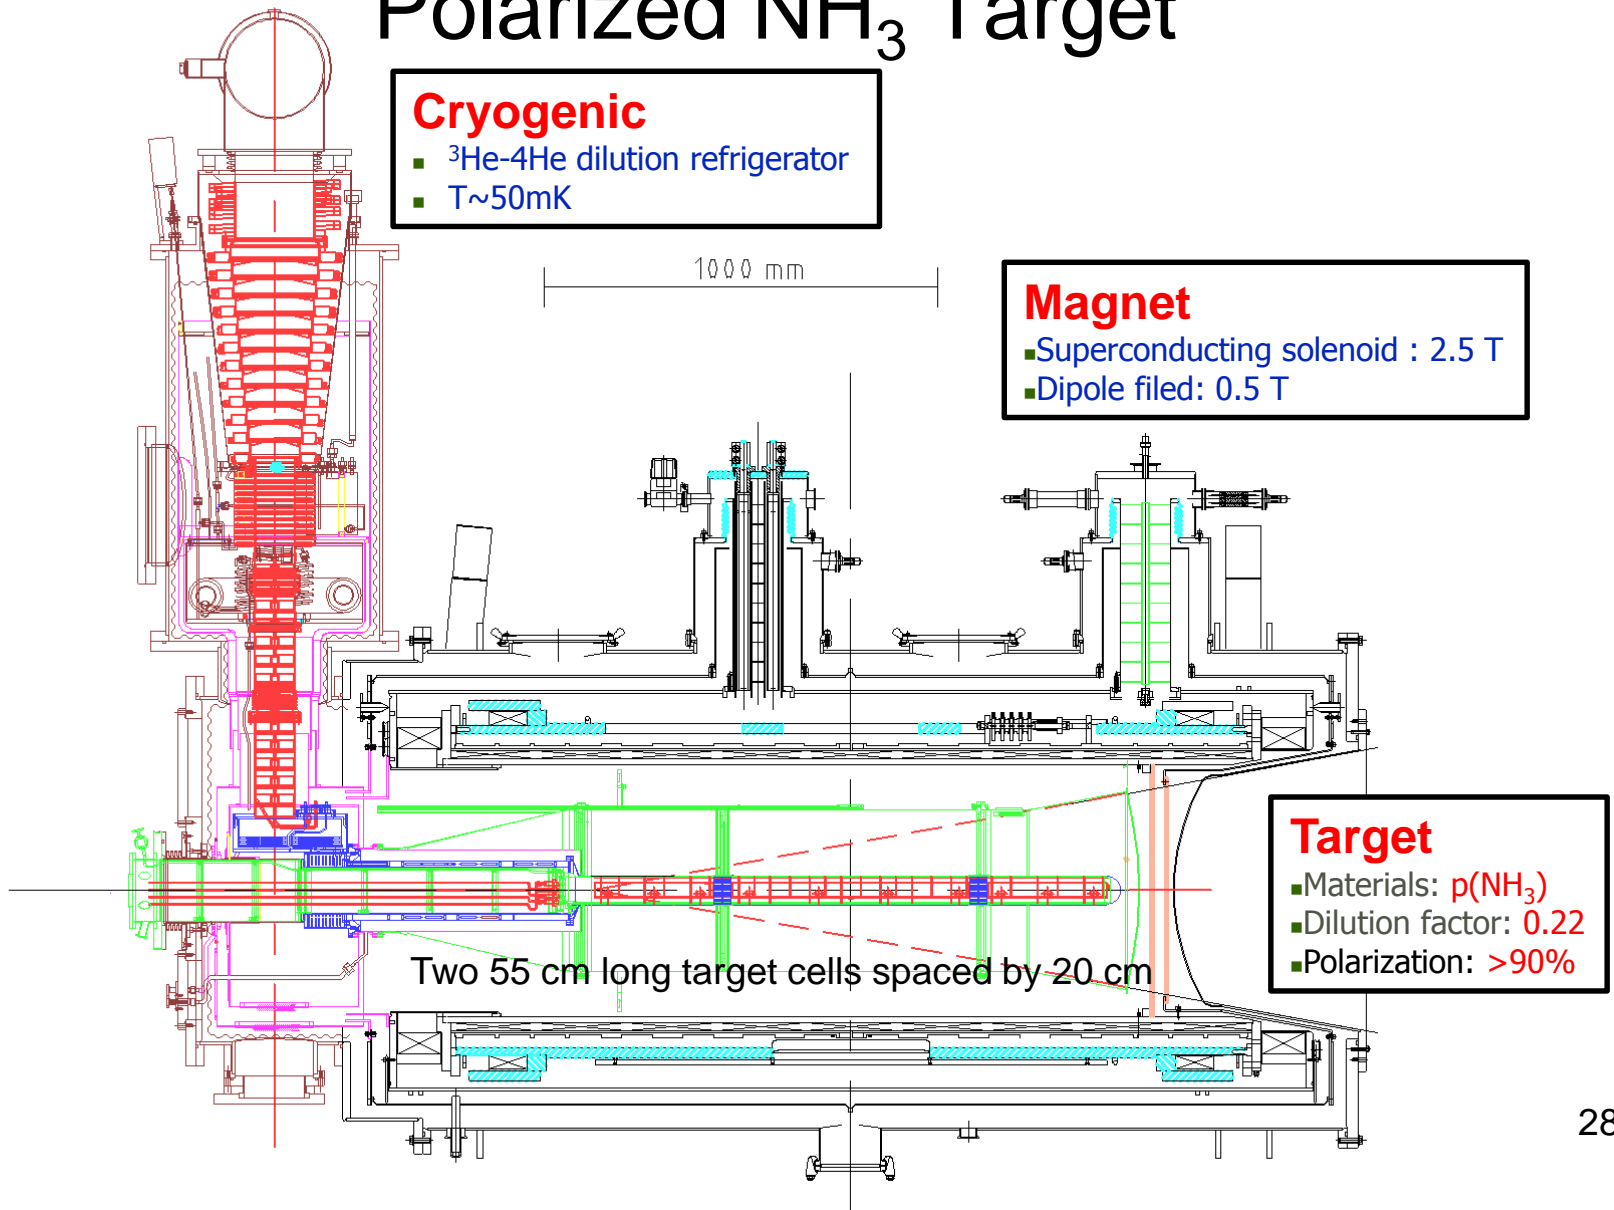 Polarized NH₃ Target
Cryogenic
▪ ³He-4He dilution refrigerator
▪ T~50mK
1000 mm
Magnet
▪Superconducting solenoid : 2.5 T
▪Dipole filed: 0.5 T
Target
▪Materials: p(NH₃)
▪Dilution factor: 0.22
▪Polarization: >90%
Two 55 cm long target cells spaced by 20 cm
28